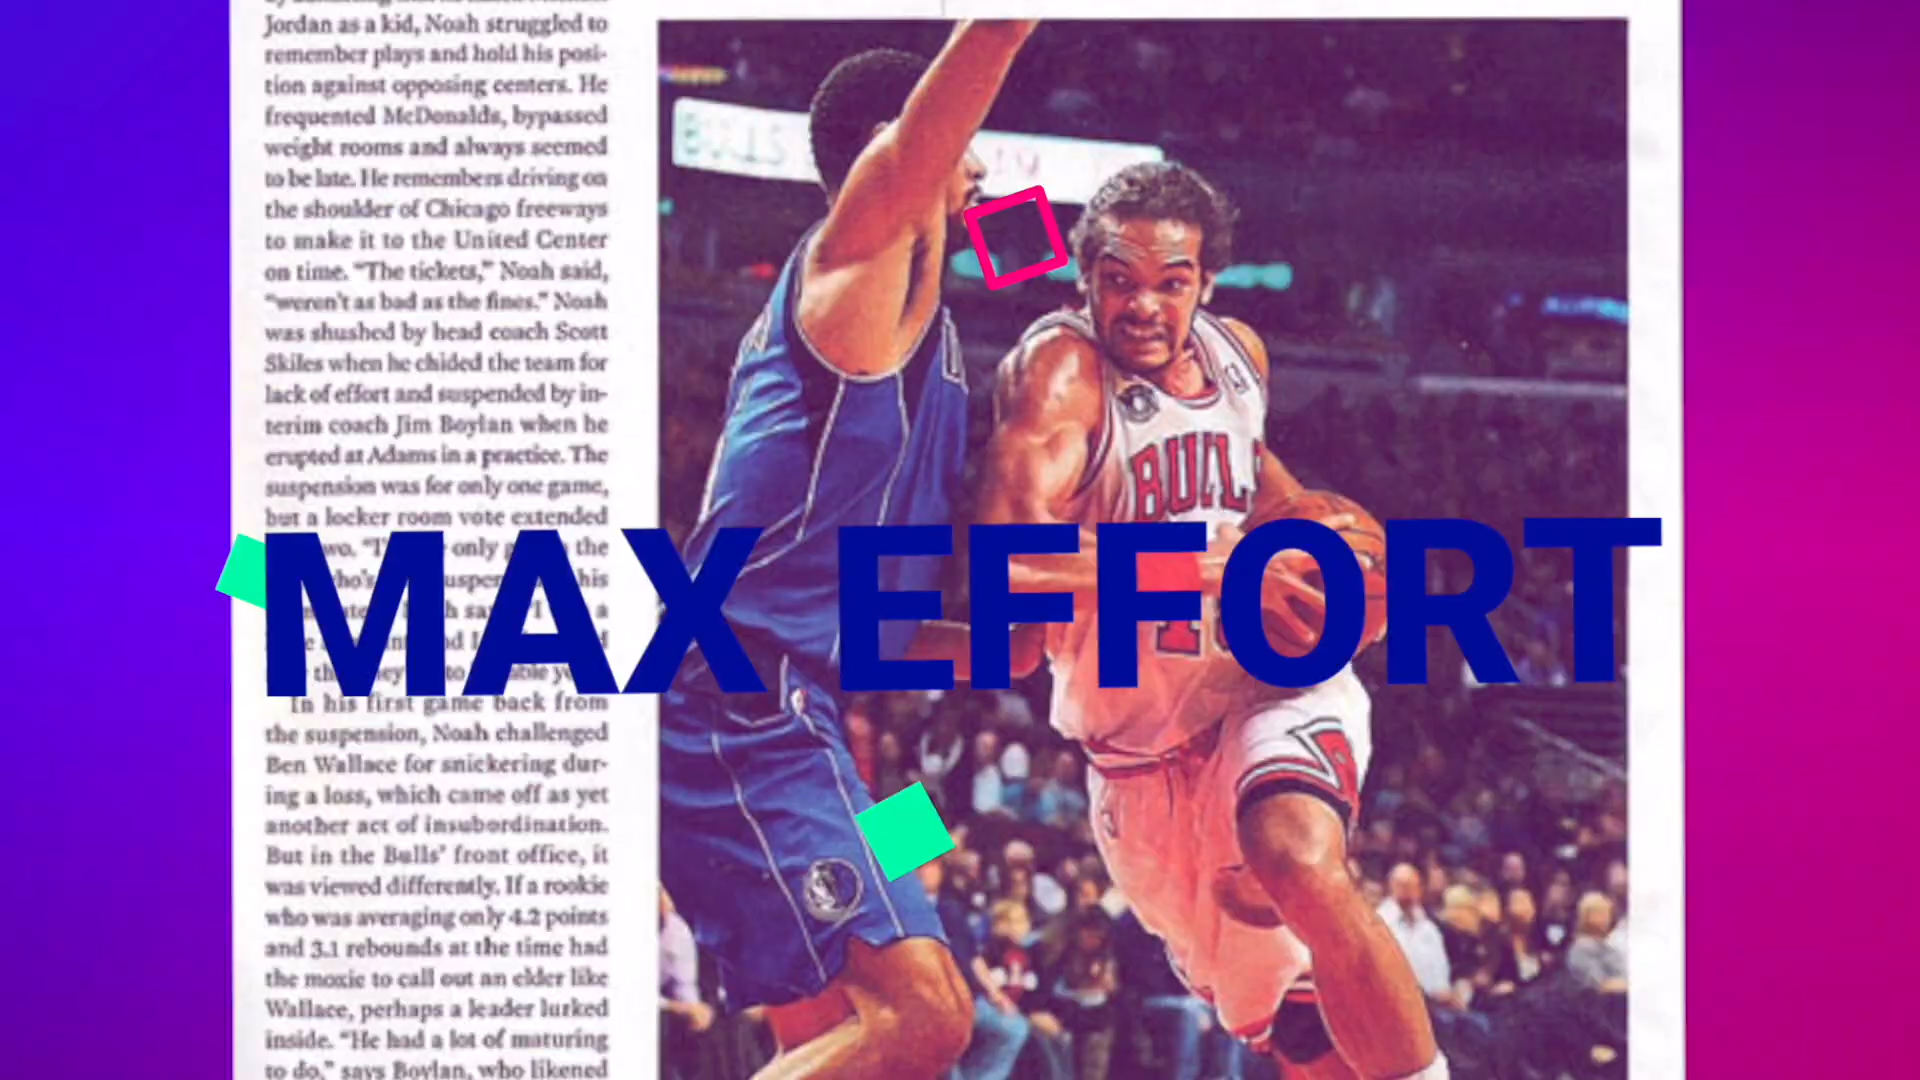 Jordan as a kid, Noah struggled to
remember plays and hold his posi-
tion against opposing centers. He
frequented McDonalds, bypassed
weight rooms and always seemed
to be late. He remembers driving on
the shoulder of Chicago freeways
to make it to the United Center
on time. “The tickets,” Noah said,
“weren’t as bad as the fines.” Noah
was shushed by head coach Scott
Skiles when he chided the team for
lack of effort and suspended by in-
terim coach Jim Boylan when he
erupted at Adams in a practice. The
suspension was for only one game,
but a locker room vote extended
only the
his
a
to
In his first game back from
the suspension, Noah challenged
Ben Wallace for snickering dur-
ing a loss, which came off as yet
another act of insubordination.
But in the Bulls’ front office, it
was viewed differently. If a rookie
who was averaging only 4.2 points
and 3.1 rebounds at the time had
the moxie to call out an elder like
Wallace, perhaps a leader lurked
inside. “He had a lot of maturing
to do,” says Boylan, who likened
BULLS
BULLS
MAX EFFORT